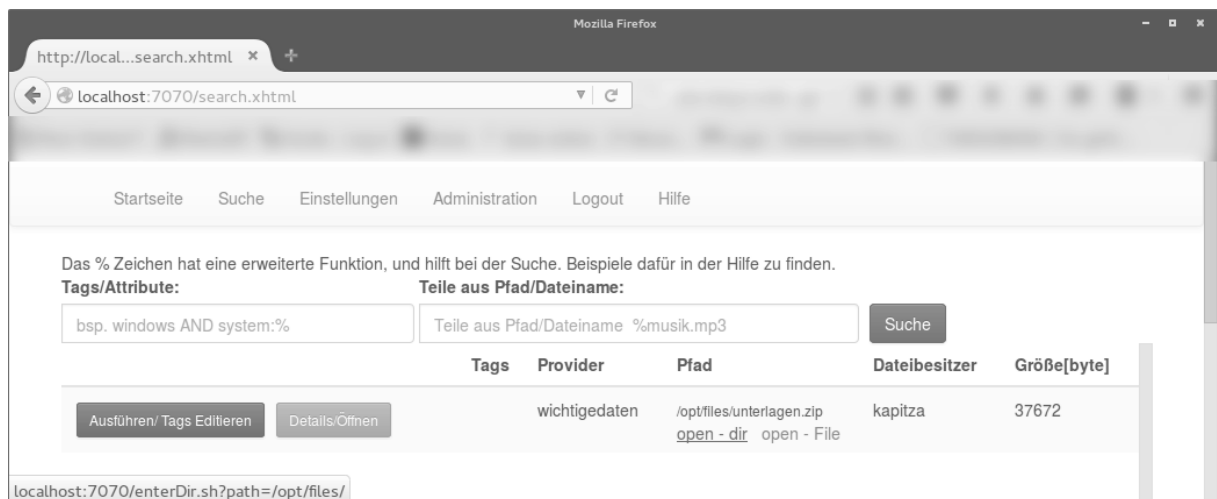 Mozilla Firefox
http://local...search.xhtml
localhost:7070/search.xhtml
Startseite Suche Einstellungen Administration Logout Hilfe
Das % Zeichen hat eine erweiterte Funktion, und hilft bei der Suche. Beispiele dafür in der Hilfe zu finden.
Tags/Attribute: Teile aus Pfad/Dateiname:
bsp. windows AND system:% Teile aus Pfad/Dateiname %musik.mp3 Suche
Tags Provider Pfad Dateibesitzer Größe[byte]
Ausführen/ Tags Editieren Details/Öffnen wichtigedaten /opt/files/unterlagen.zip kapitza 37672
open - dir open - File
localhost:7070/enterDir.sh?path=/opt/files/